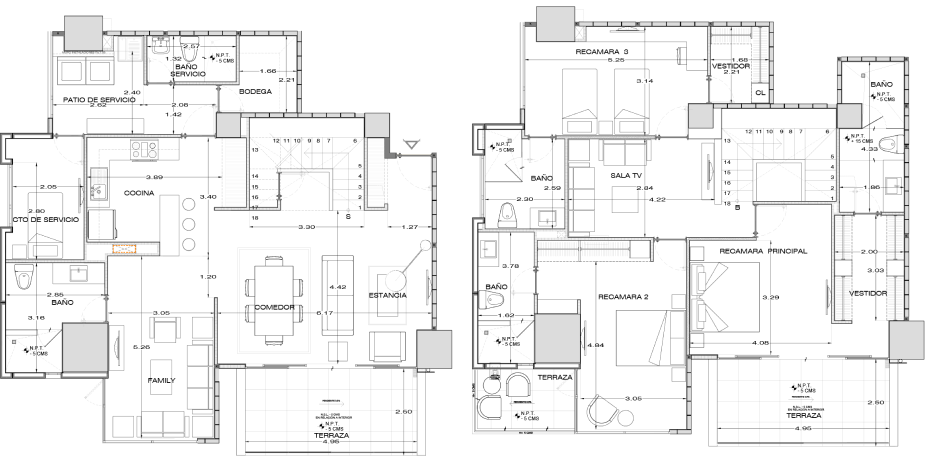 2.57
1.32
N.P.T.
- 5 CMS
BAÑO
SERVICIO
1.66
2.21
2.40
BODEGA
PATIO DE SERVICIO
2.62
2.08
1.42
12 11 10 9 8 7 6
13
14
15
16
17
18
5
4
3
2
1
S
3.89
COCINA
3.40
2.05
2.80
CTO DE SERVICIO
3.30
1.27
1.20
2.85
BAÑO
3.16
N.P.T.
- 5 CMS
3.05
5.26
FAMILY
COMEDOR
4.42
6.17
ESTANCIA
N.P.T.
- 5 CMS
TERRAZA
4.95
2.50
RECAMARA 3
5.25
3.14
VESTIDOR
1.68
2.21
CL
BAÑO
N.P.T.
- 5 CMS
N.P.T.
+ 15 CMS
4.33
1.96
N.P.T.
- 5 CMS
BAÑO
2.59
2.30
SALA TV
2.84
4.22
12 11 10 9 8 7 6
13
14
15
16
17
18
5
4
3
2
1
B
RECAMARA PRINCIPAL
3.29
4.08
2.00
3.03
VESTIDOR
3.78
BAÑO
1.62
N.P.T.
- 5 CMS
RECAMARA 2
4.94
3.05
TERRAZA
N.P.T.
- 5 CMS
N.P.T.
- 5 CMS
2.50
4.95
TERRAZA